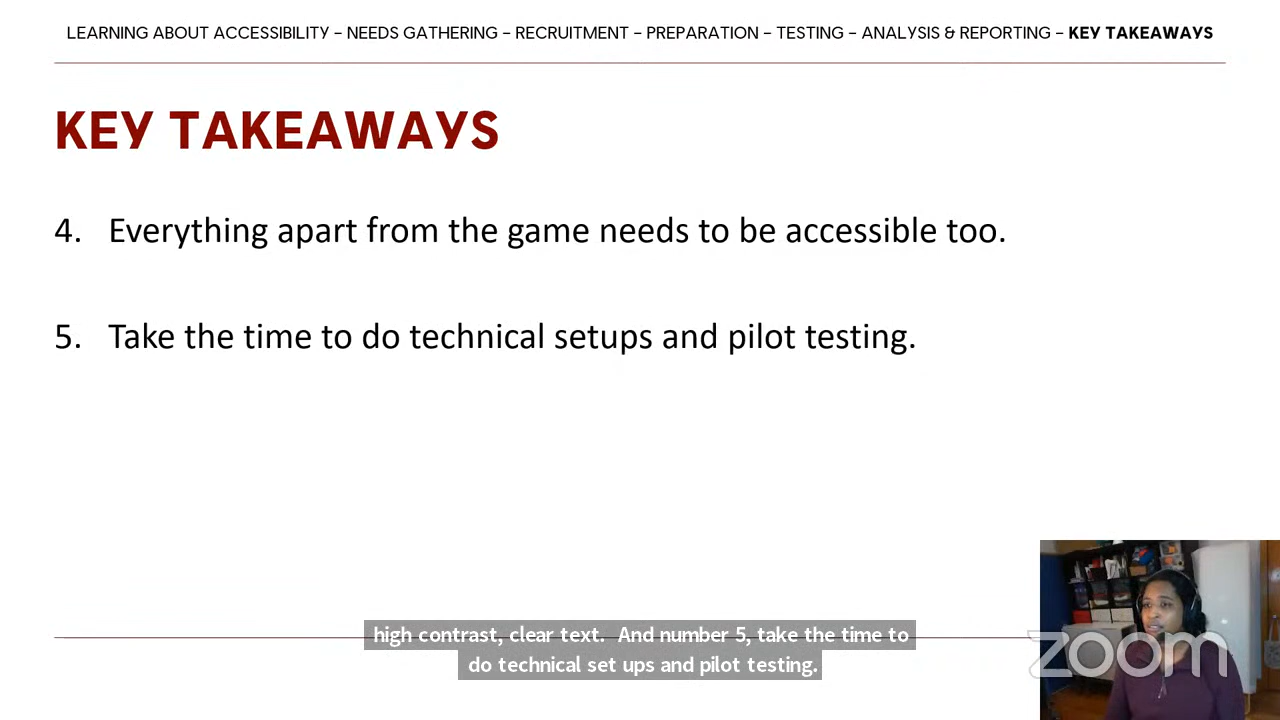 LEARNING ABOUT ACCESSIBILITY – NEEDS GATHERING – RECRUITMENT – PREPARATION – TESTING – ANALYSIS & REPORTING – KEY TAKEAWAYS
KEY TAKEAWAYS
4. Everything apart from the game needs to be accessible too.
5. Take the time to do technical setups and pilot testing.
high contrast, clear text.  And number 5, take the time to
do technical set ups and pilot testing.
zoom